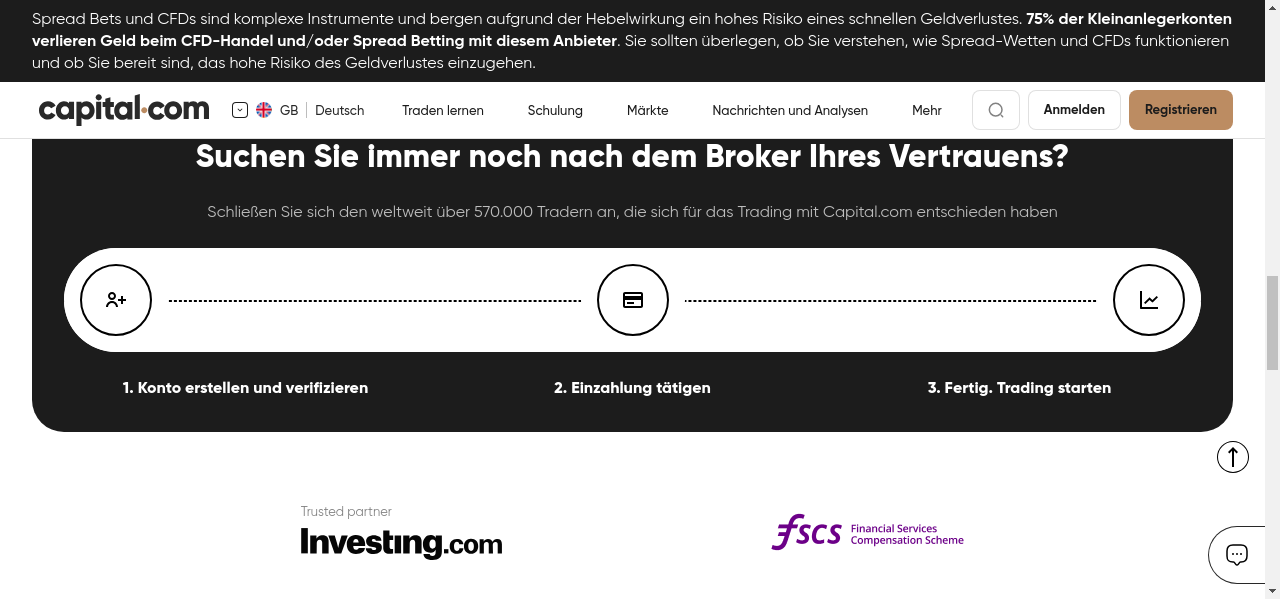 Spread Bets und CFDs sind komplexe Instrumente und bergen aufgrund der Hebelwirkung ein hohes Risiko eines schnellen Geldverlustes. 75% der Kleinanlegerkonten
verlieren Geld beim CFD-Handel und/oder Spread Betting mit diesem Anbieter. Sie sollten überlegen, ob Sie verstehen, wie Spread-Wetten und CFDs funktionieren
und ob Sie bereit sind, das hohe Risiko des Geldverlustes einzugehen.
capital.com GB Deutsch Traden lernen Schulung Märkte Nachrichten und Analysen Mehr Anmelden Registrieren
Suchen Sie immer noch nach dem Broker Ihres Vertrauens?
Schließen Sie sich den weltweit über 570.000 Tradern an, die sich für das Trading mit Capital.com entschieden haben
1. Konto erstellen und verifizieren 2. Einzahlung tätigen 3. Fertig. Trading starten
Trusted partner
Investing.com
fscs Financial Services
Compensation Scheme